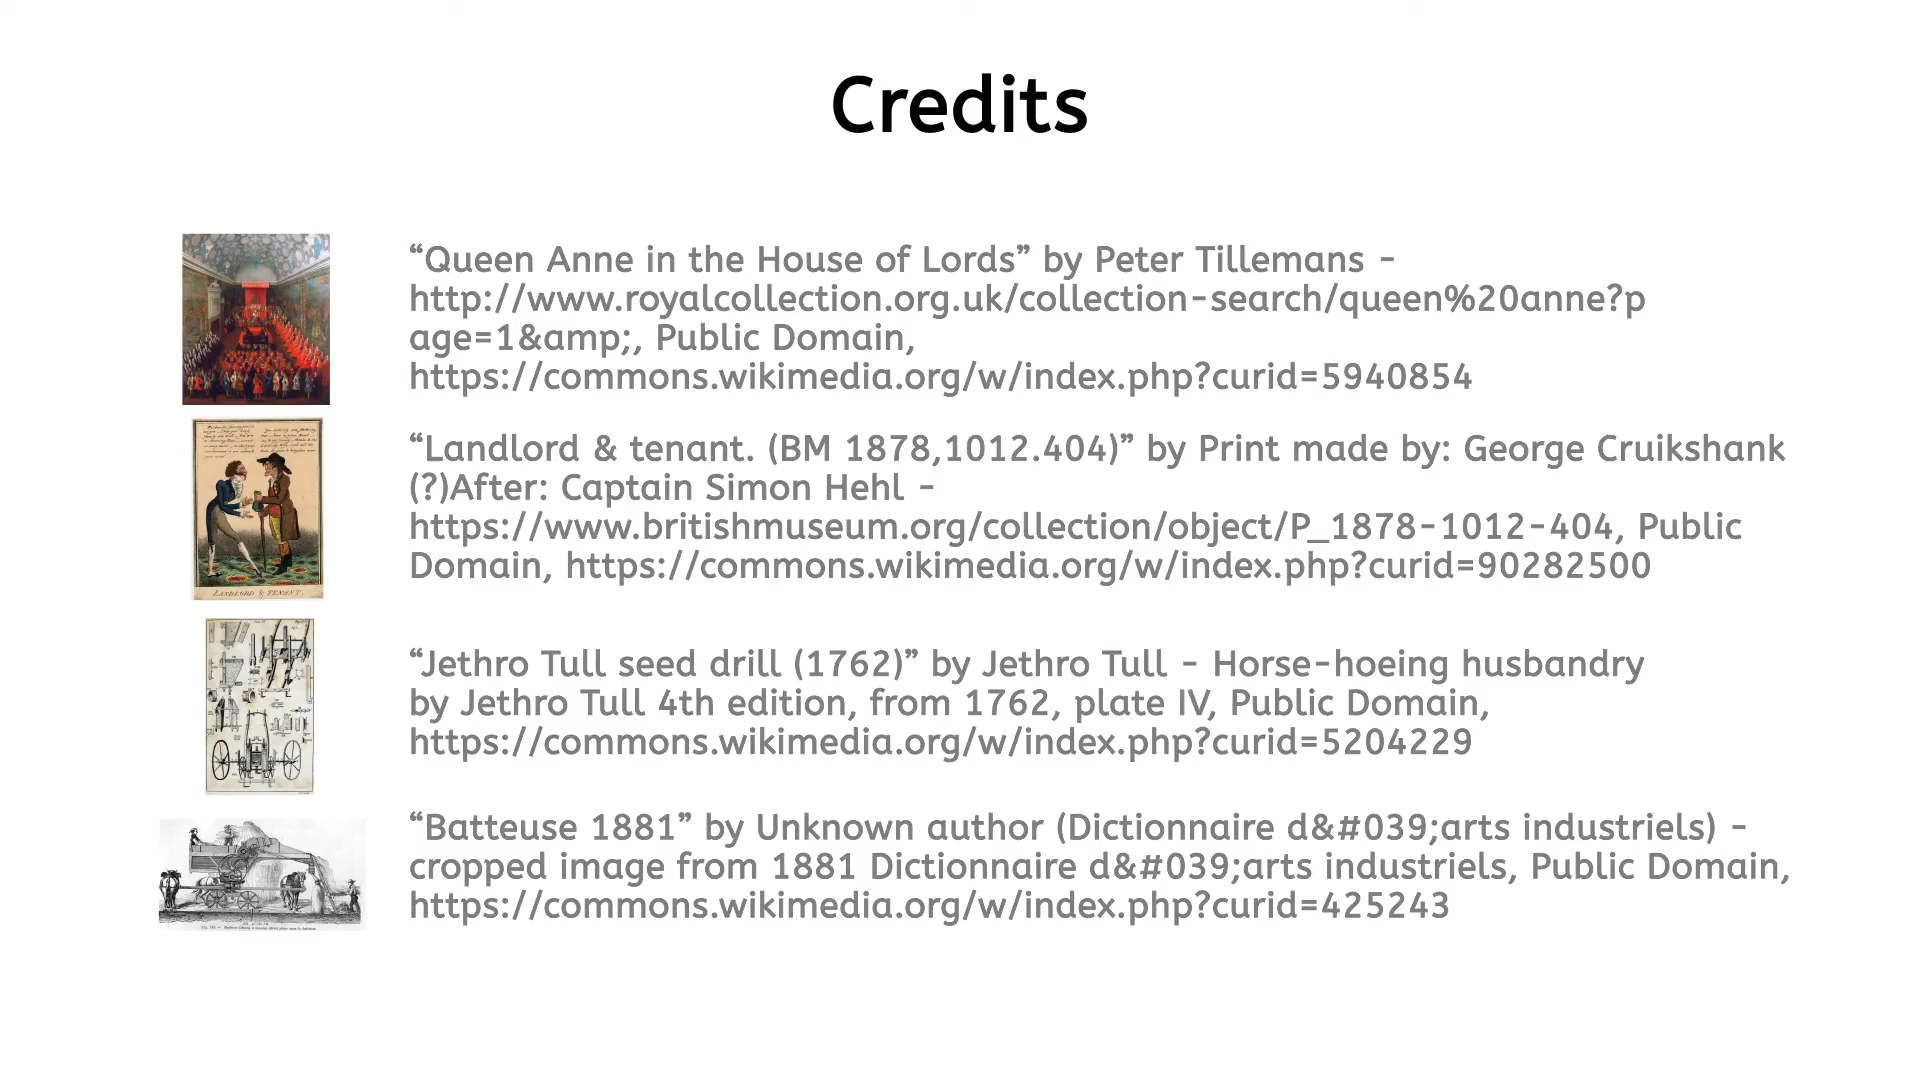 Credits
“Queen Anne in the House of Lords” by Peter Tillemans -
http://www.royalcollection.org.uk/collection-search/queen%20anne?p
age=1&amp;, Public Domain,
https://commons.wikimedia.org/w/index.php?curid=5940854
“Landlord & tenant. (BM 1878,1012.404)” by Print made by: George Cruikshank
(?)After: Captain Simon Hehl -
https://www.britishmuseum.org/collection/object/P_1878-1012-404, Public
Domain, https://commons.wikimedia.org/w/index.php?curid=90282500
LANDLORD & TENANT.
“Jethro Tull seed drill (1762)” by Jethro Tull - Horse-hoeing husbandry
by Jethro Tull 4th edition, from 1762, plate IV, Public Domain,
https://commons.wikimedia.org/w/index.php?curid=5204229
“Batteuse 1881” by Unknown author (Dictionnaire d&#039;arts industriels) -
cropped image from 1881 Dictionnaire d&#039;arts industriels, Public Domain,
https://commons.wikimedia.org/w/index.php?curid=425243